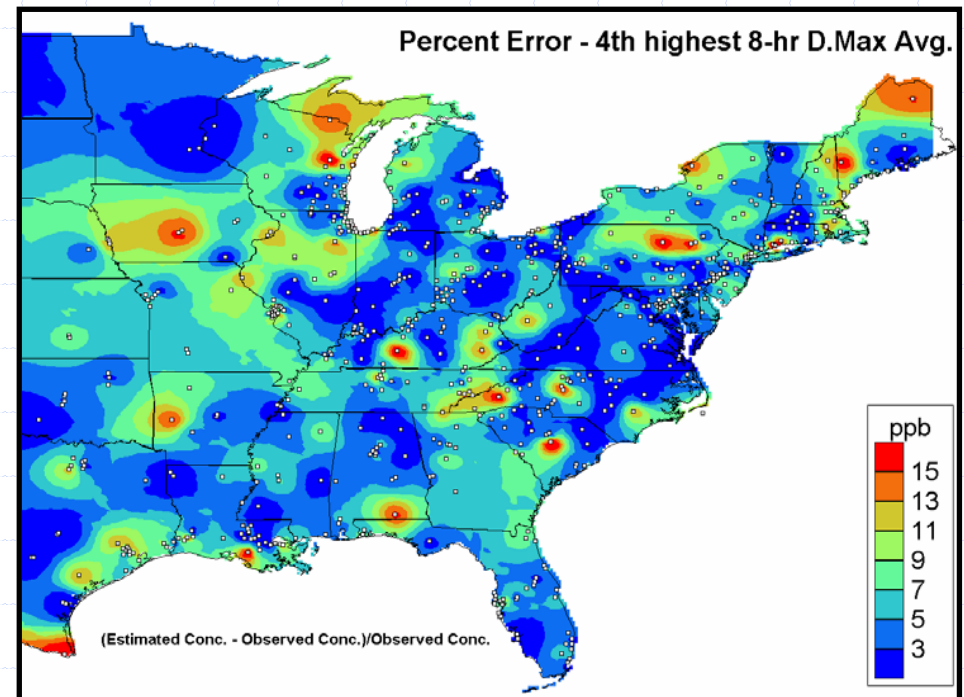 Percent Error - 4th highest 8-hr D.Max Avg.
ppb
15
13
11
9
7
5
3
(Estimated Conc. - Observed Conc.)/Observed Conc.